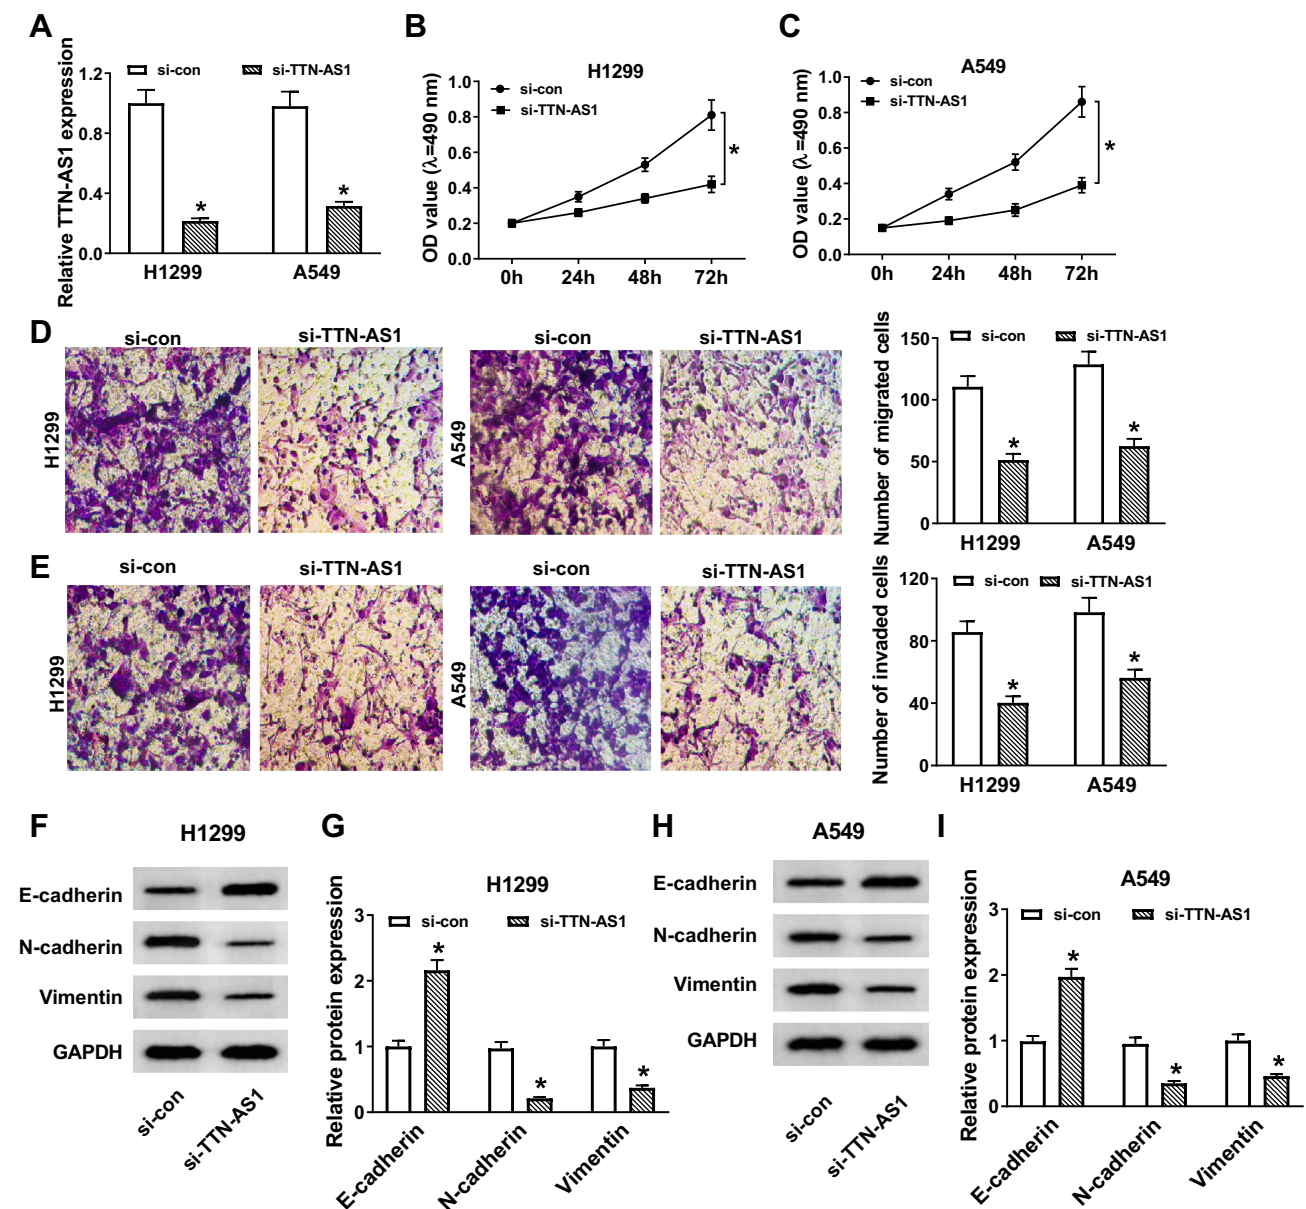 A
Relative TTN-AS1 expression
si-con
si-TTN-AS1
1.2
0.8
0.4
0.0
*
*
H1299
A549
B
H1299
OD value (λ=490 nm)
si-con
si-TTN-AS1
1.0
0.8
0.6
0.4
0.2
0.0
*
0h
24h
48h
72h
C
A549
OD value (λ=490 nm)
si-con
si-TTN-AS1
1.0
0.8
0.6
0.4
0.2
0.0
*
0h
24h
48h
72h
D
si-con
si-TTN-AS1
si-con
si-TTN-AS1
H1299
A549
Number of migrated cells
si-con
si-TTN-AS1
150
100
50
0
*
*
H1299
A549
E
si-con
si-TTN-AS1
si-con
si-TTN-AS1
H1299
A549
Number of invaded cells
si-con
si-TTN-AS1
120
80
40
0
*
*
H1299
A549
F
H1299
E-cadherin
N-cadherin
Vimentin
GAPDH
si-con
si-TTN-AS1
G
H1299
Relative protein expression
si-con
si-TTN-AS1
3
2
1
0
*
*
*
E-cadherin
N-cadherin
Vimentin
H
A549
E-cadherin
N-cadherin
Vimentin
GAPDH
si-con
si-TTN-AS1
I
A549
Relative protein expression
si-con
si-TTN-AS1
3
2
1
0
*
*
*
E-cadherin
N-cadherin
Vimentin